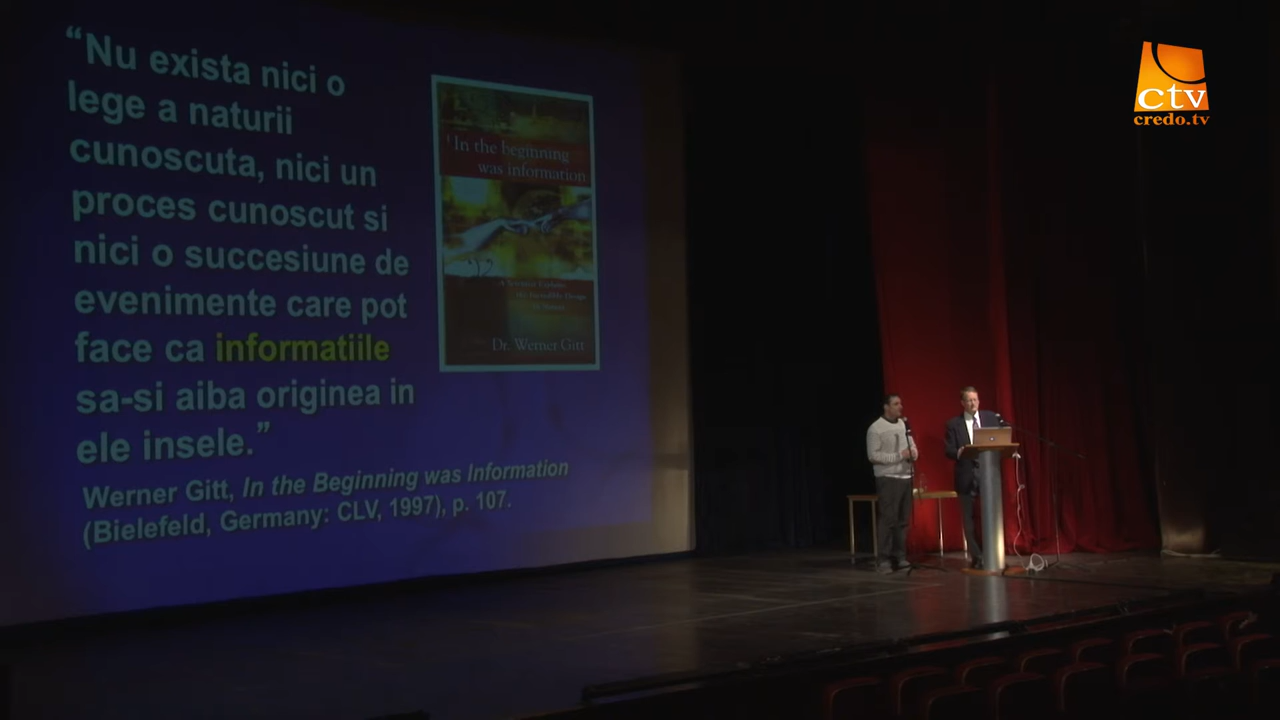 “Nu exista nici o
lege a naturii
cunoscuta, nici un
proces cunoscut si
nici o succesiune de
evenimente care pot
face ca informatiile
sa-si aiba originea in
ele insele.”
Werner Gitt, In the Beginning was Information
(Bielefeld, Germany: CLV, 1997), p. 107.
In the beginning
was information
Dr. Werner Gitt
ctv
credo.tv